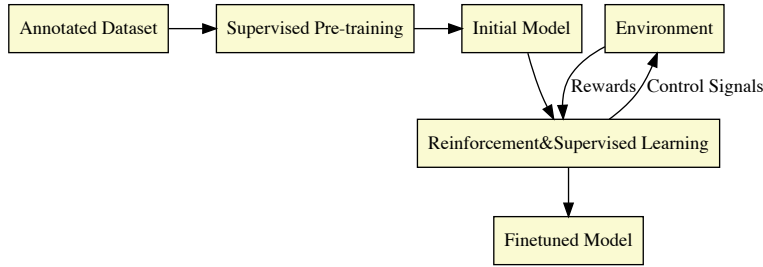 Annotated Dataset
Supervised Pre-training
Initial Model
Environment
Rewards
Control Signals
Reinforcement&Supervised Learning
Finetuned Model